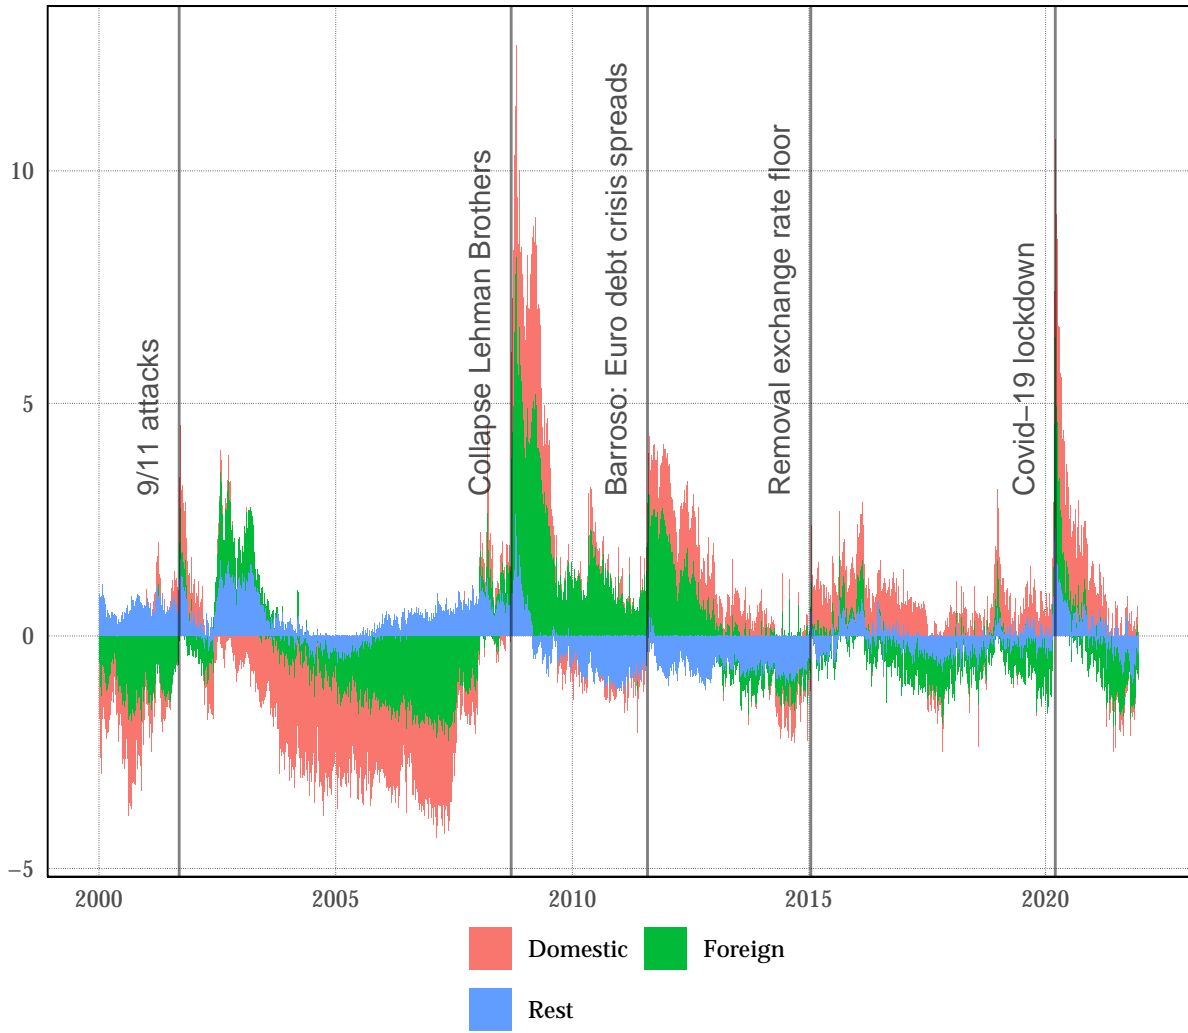 10
5
0
−5
9/11 attacks
Collapse Lehman Brothers
Barroso: Euro debt crisis spreads
Removal exchange rate floor
Covid−19 lockdown
2000
2005
2010
2015
2020
Domestic
Foreign
Rest